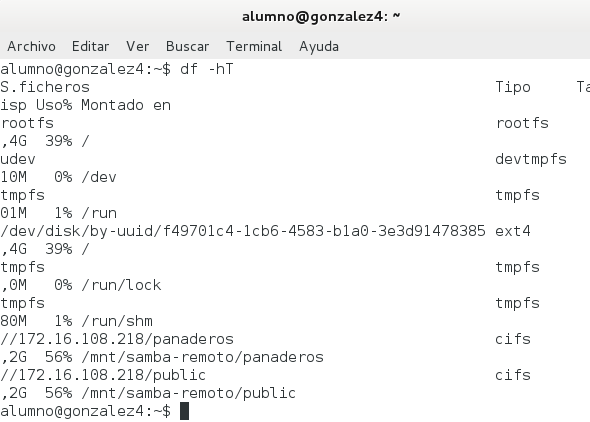 alumno@gonzalez4: ~
Archivo Editar Ver Buscar Terminal Ayuda
alumno@gonzalez4:~$ df -hT
S.ficheros Tipo Ta
isp Uso% Montado en
rootfs rootfs
,4G 39% /
udev devtmpfs
10M 0% /dev
tmpfs tmpfs
01M 1% /run
/dev/disk/by-uuid/f49701c4-1cb6-4583-b1a0-3e3d91478385 ext4
,4G 39% /
tmpfs tmpfs
,0M 0% /run/lock
tmpfs tmpfs
80M 1% /run/shm
//172.16.108.218/panaderos cifs
,2G 56% /mnt/samba-remoto/panaderos
//172.16.108.218/public cifs
,2G 56% /mnt/samba-remoto/public
alumno@gonzalez4:~$